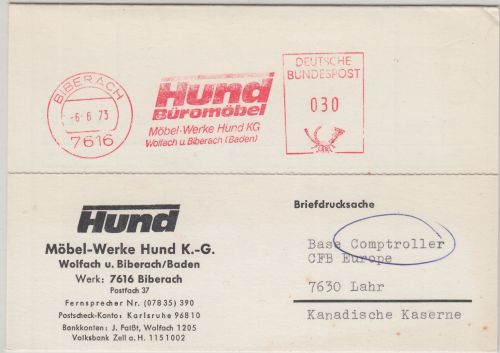 BIBERACH
-6.6.73
7616
Hund
Büromöbel
Möbel-Werke Hund KG
Wolfach u. Biberach (Baden)
DEUTSCHE
BUNDESPOST
030
Hund
Möbel-Werke Hund K.-G.
Wolfach u. Biberach/Baden
Werk: 7616 Biberach
Postfach 37
Fernsprecher Nr. (07835) 390
Postscheck-Konto: Karlsruhe 96810
Bankkonten: J. Faißt, Wolfach 1205
Volksbank Zell a. H. 1151002
Briefdrucksache
Base Comptroller
CFB Europe
7630 Lahr
Kanadische Kaserne